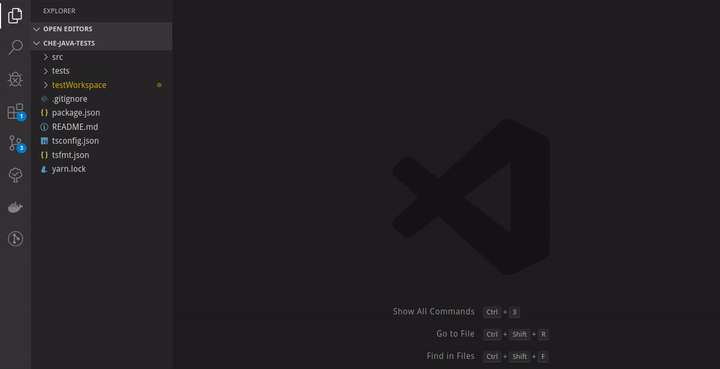 EXPLORER
OPEN EDITORS
CHE-JAVA-TESTS
src
tests
testWorkspace
.gitignore
{ } package.json
README.md
tsconfig.json
{ } tsfmt.json
yarn.lock
1
3
Show All Commands Ctrl + 3
Go to File Ctrl + Shift + R
Find in Files Ctrl + Shift + F